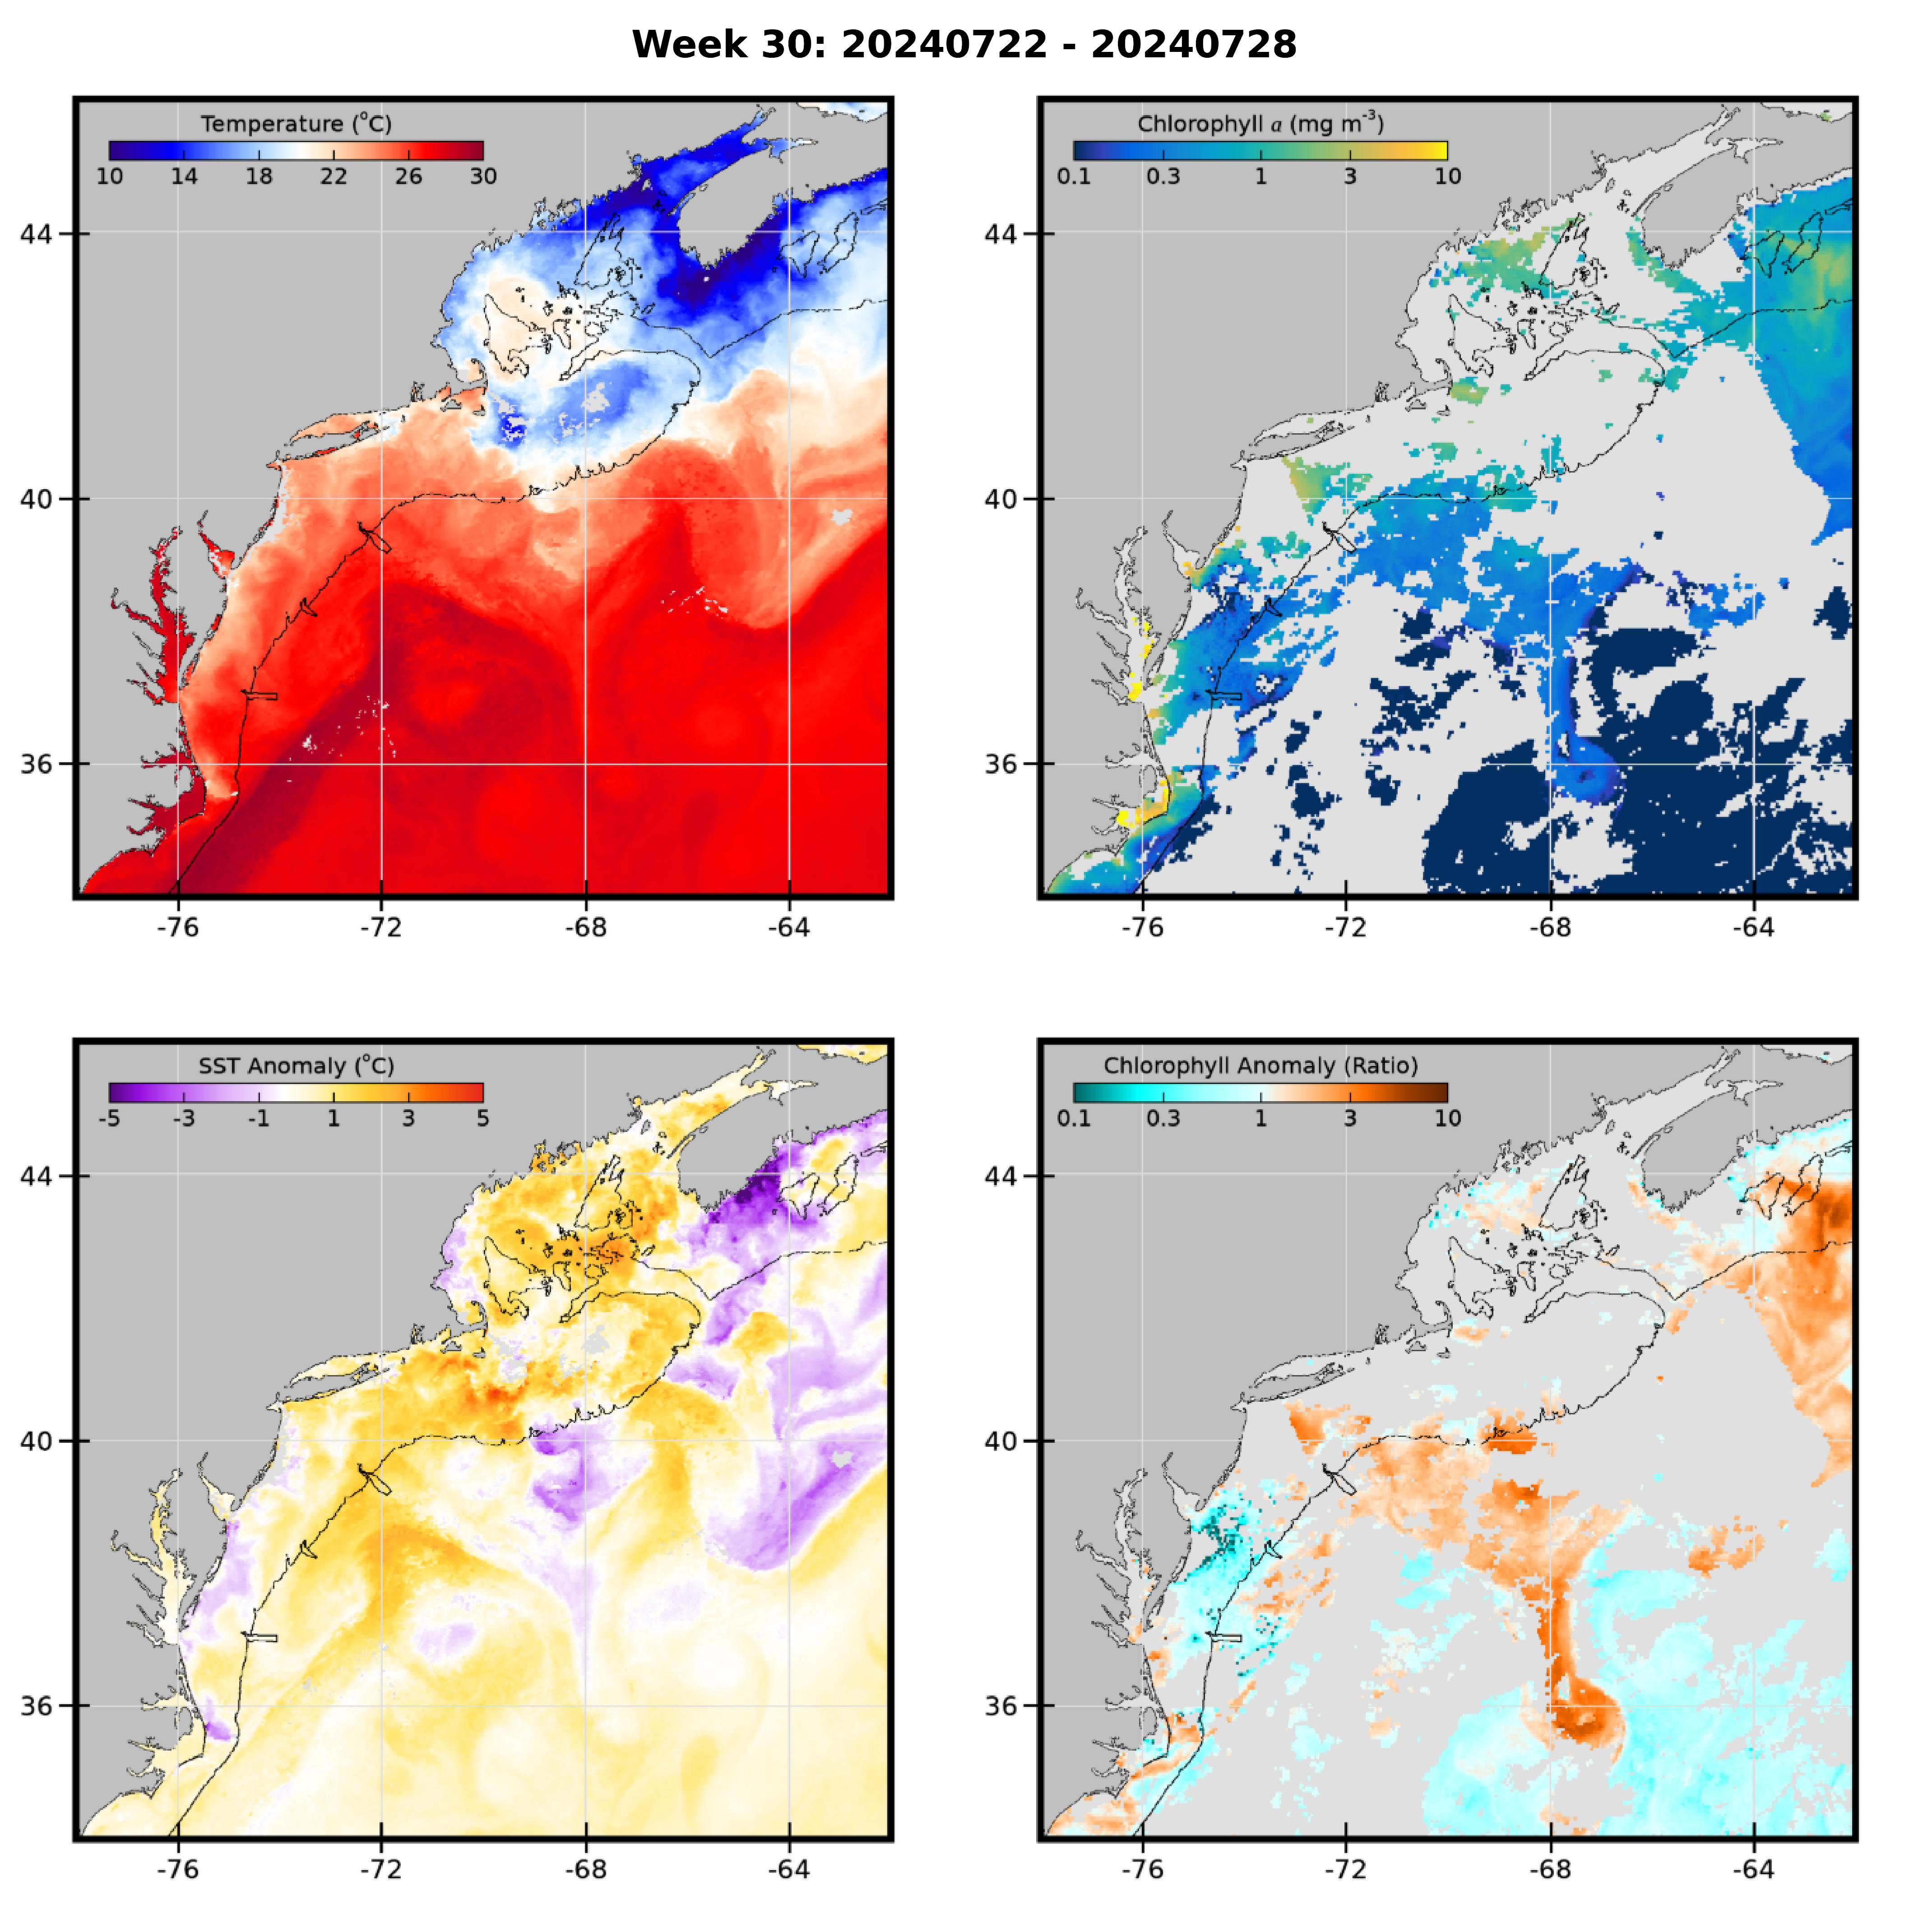 Week 30: 20240722 - 20240728
Temperature (°C)
10 14 18 22 26 30
44
40
36
-76 -72 -68 -64
Chlorophyll a (mg m⁻³)
0.1 0.3 1 3 10
44
40
36
-76 -72 -68 -64
SST Anomaly (°C)
-5 -3 -1 1 3 5
44
40
36
-76 -72 -68 -64
Chlorophyll Anomaly (Ratio)
0.1 0.3 1 3 10
44
40
36
-76 -72 -68 -64